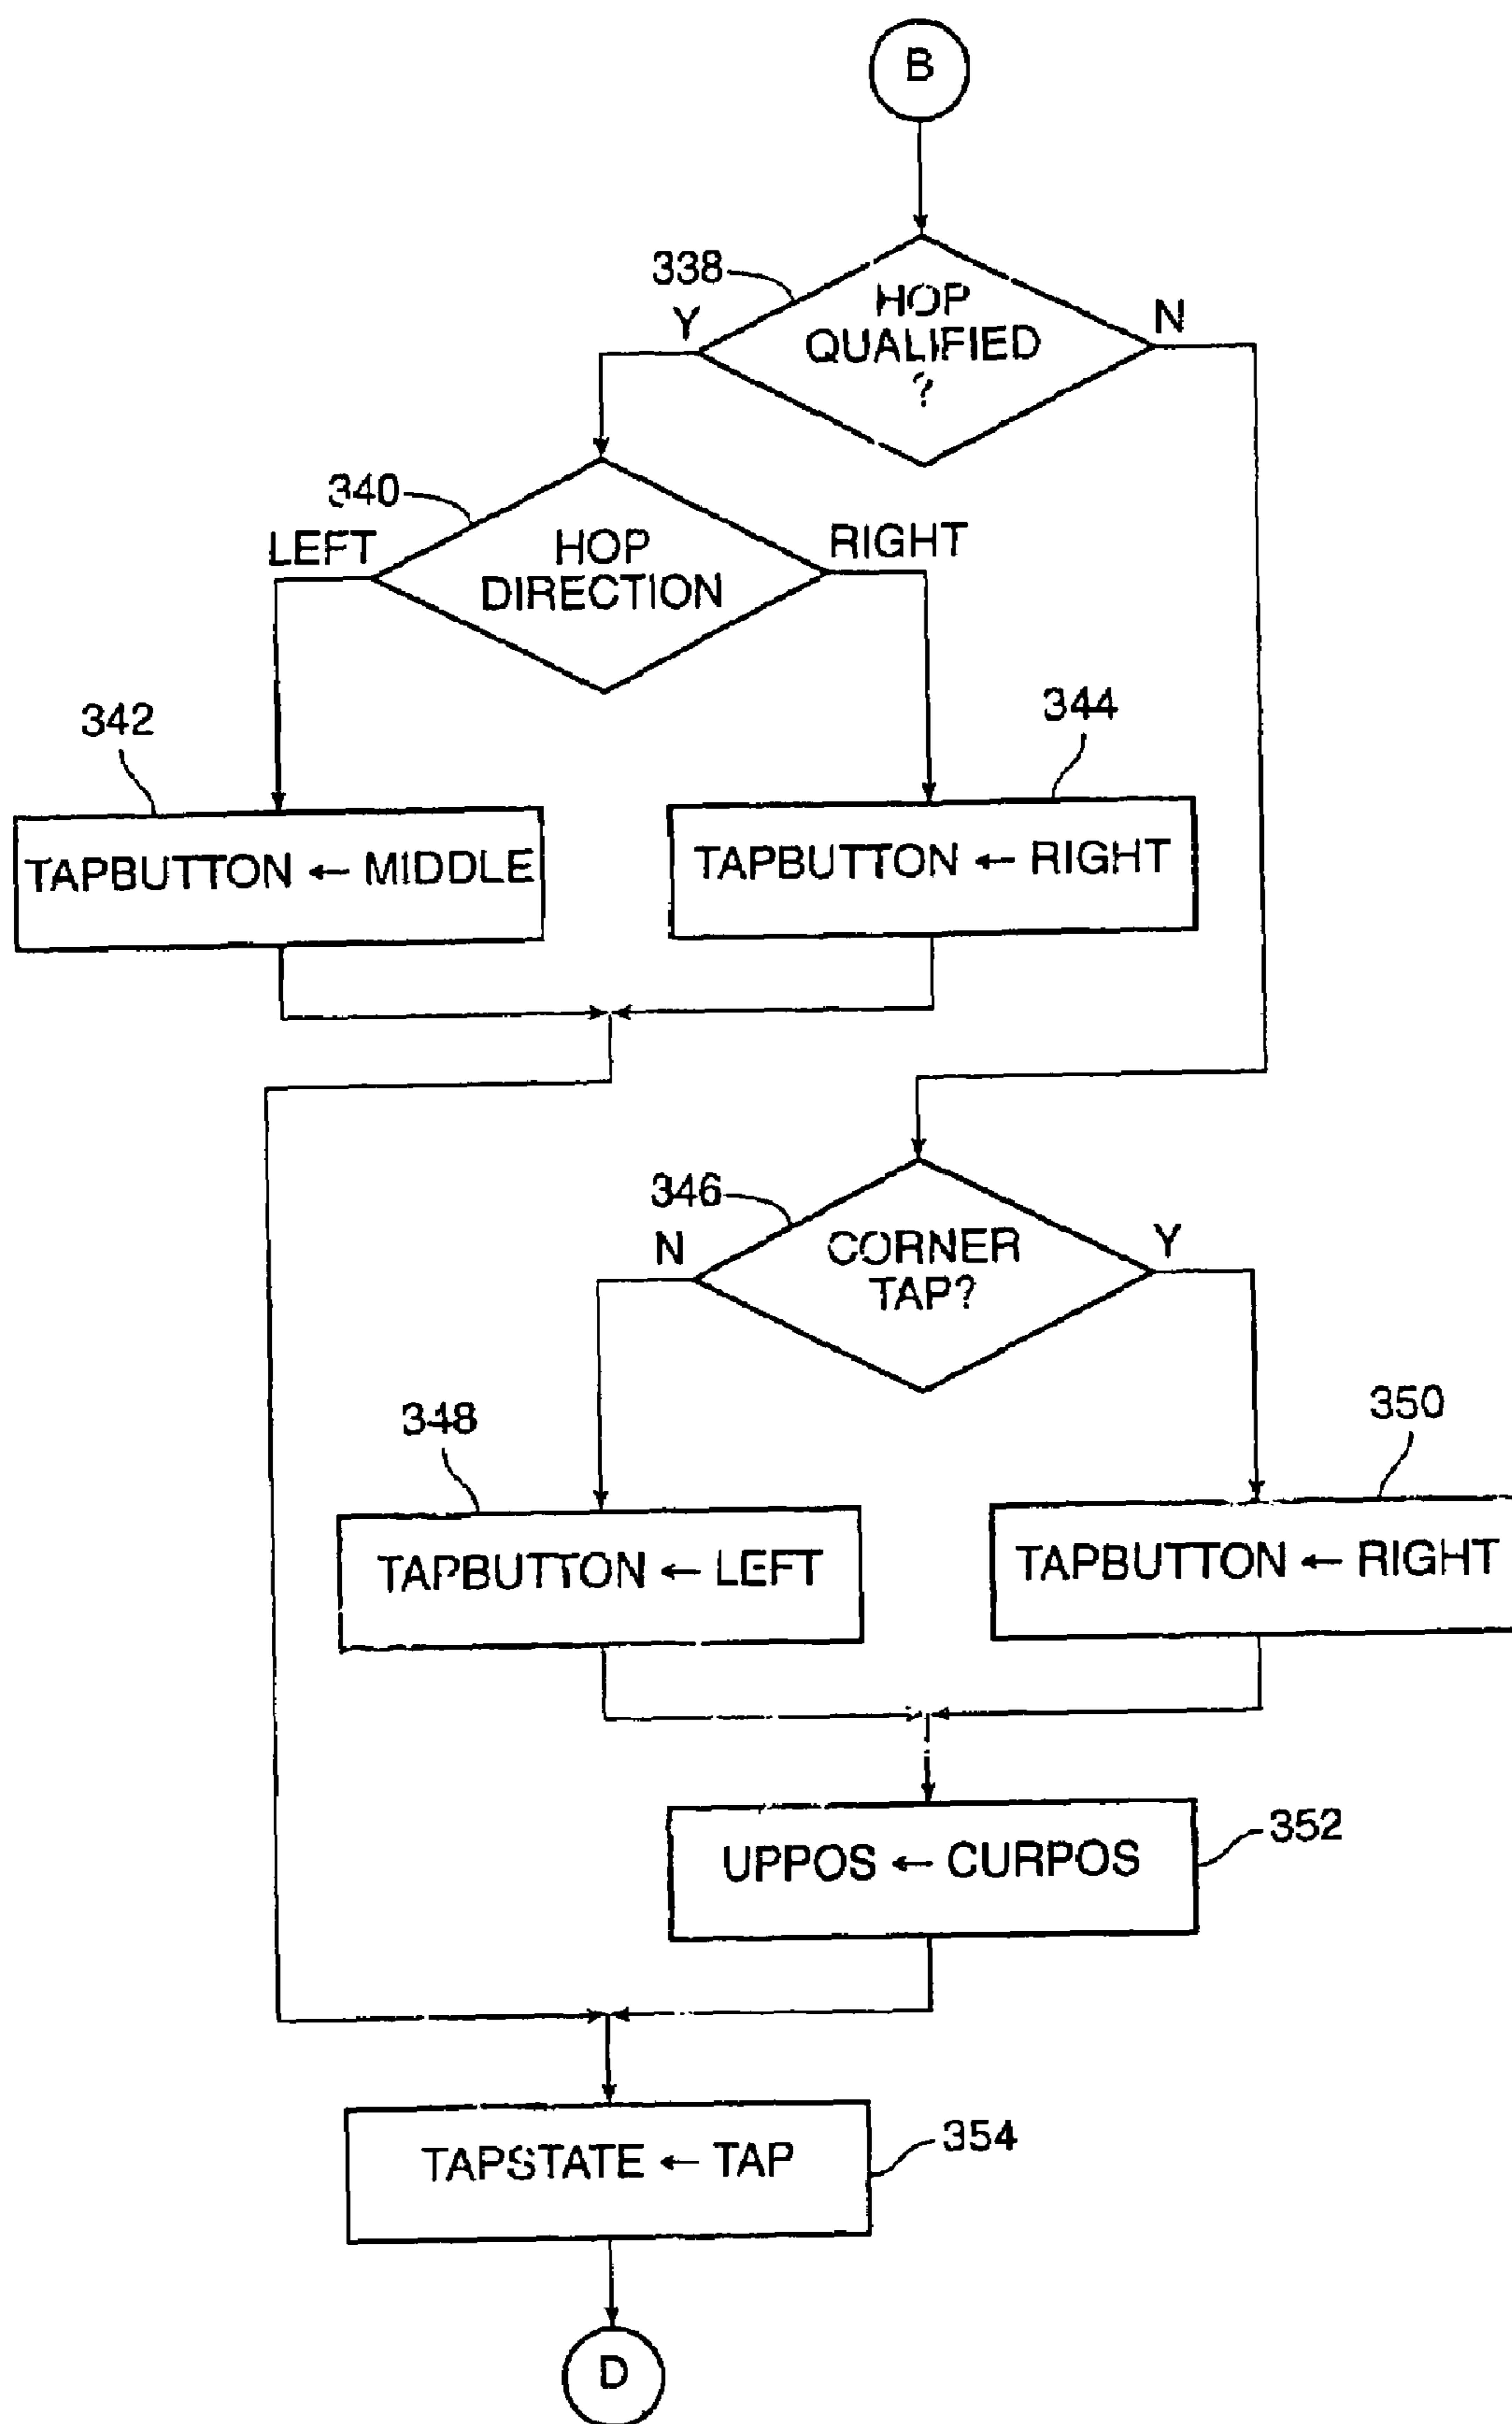 B
338
HOP
QUALIFIED
?
Y
N
340
HOP
DIRECTION
LEFT
RIGHT
342
344
TAPBUTTON ← MIDDLE
TAPBUTTON ← RIGHT
346
CORNER
TAP?
N
Y
348
350
TAPBUTTON ← LEFT
TAPBUTTON ← RIGHT
UPPOS ← CURPOS
352
TAPSTATE ← TAP
354
D